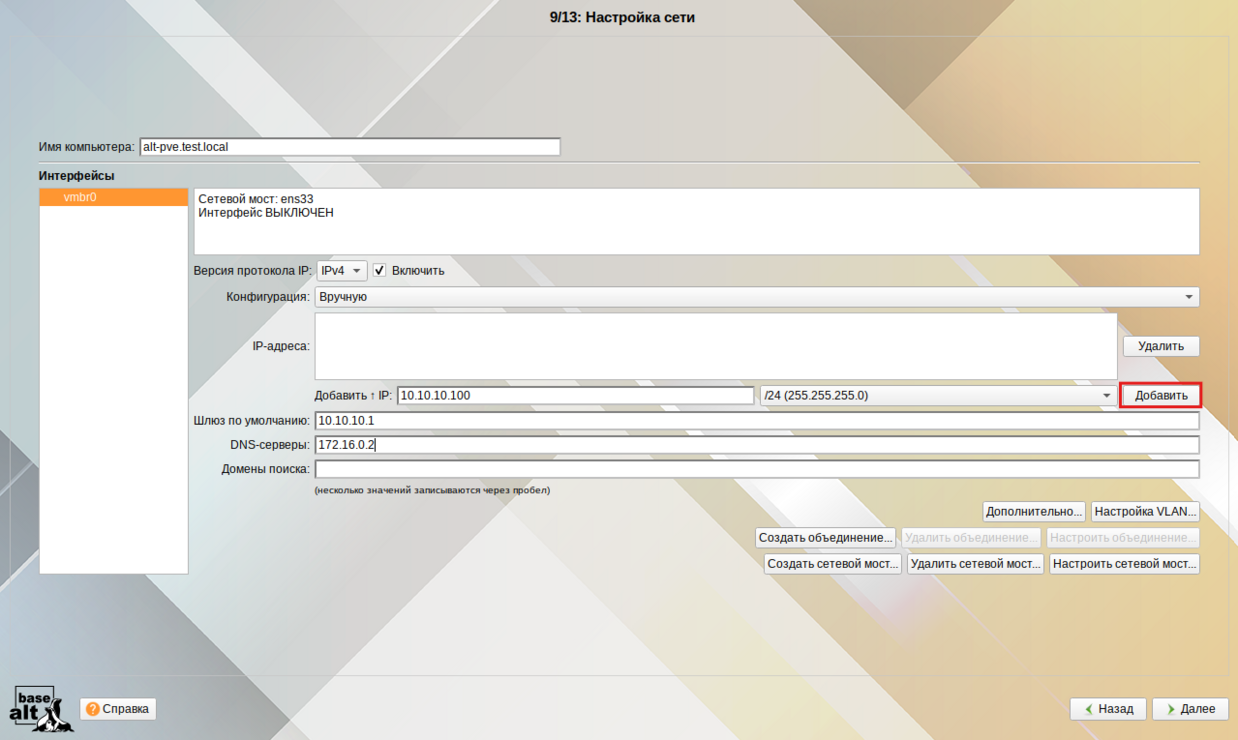 9/13: Настройка сети
Имя компьютера: alt-pve.test.local
Интерфейсы
vmbr0
Сетевой мост: ens33
Интерфейс ВЫКЛЮЧЕН
Версия протокола IP: IPv4 Включить
Конфигурация: Вручную
IP-адреса: Удалить
Добавить ↑ IP: 10.10.10.100 /24 (255.255.255.0) Добавить
Шлюз по умолчанию: 10.10.10.1
DNS-серверы: 172.16.0.2
Домены поиска:
(несколько значений записываются через пробел)
Дополнительно... Настройка VLAN...
Создать объединение... Удалить объединение... Настроить объединение...
Создать сетевой мост... Удалить сетевой мост... Настроить сетевой мост...
base
alt
Справка Назад Далее